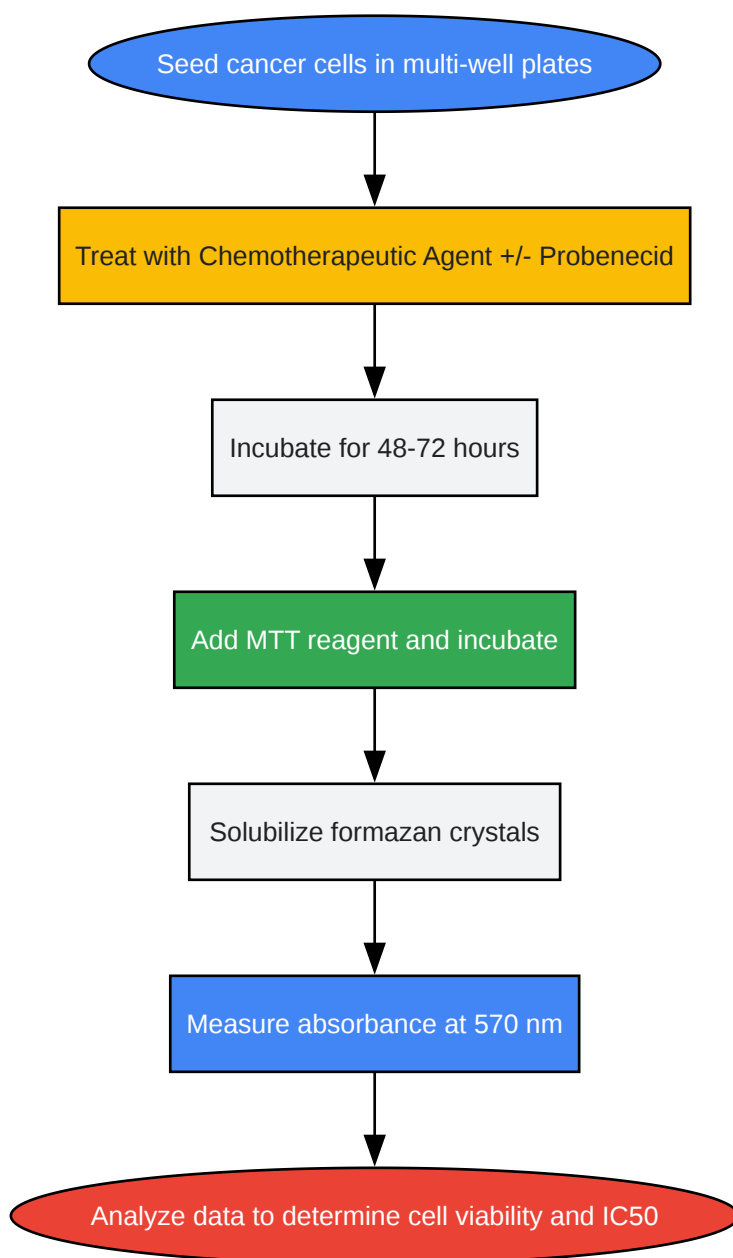 Seed cancer cells in multi-well plates
Treat with Chemotherapeutic Agent +/- Probenecid
Incubate for 48-72 hours
Add MTT reagent and incubate
Solubilize formazan crystals
Measure absorbance at 570 nm
Analyze data to determine cell viability and IC50